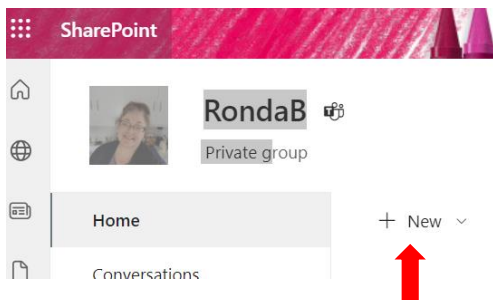 SharePoint
RondaB
Private group
Home
+ New
Conversations